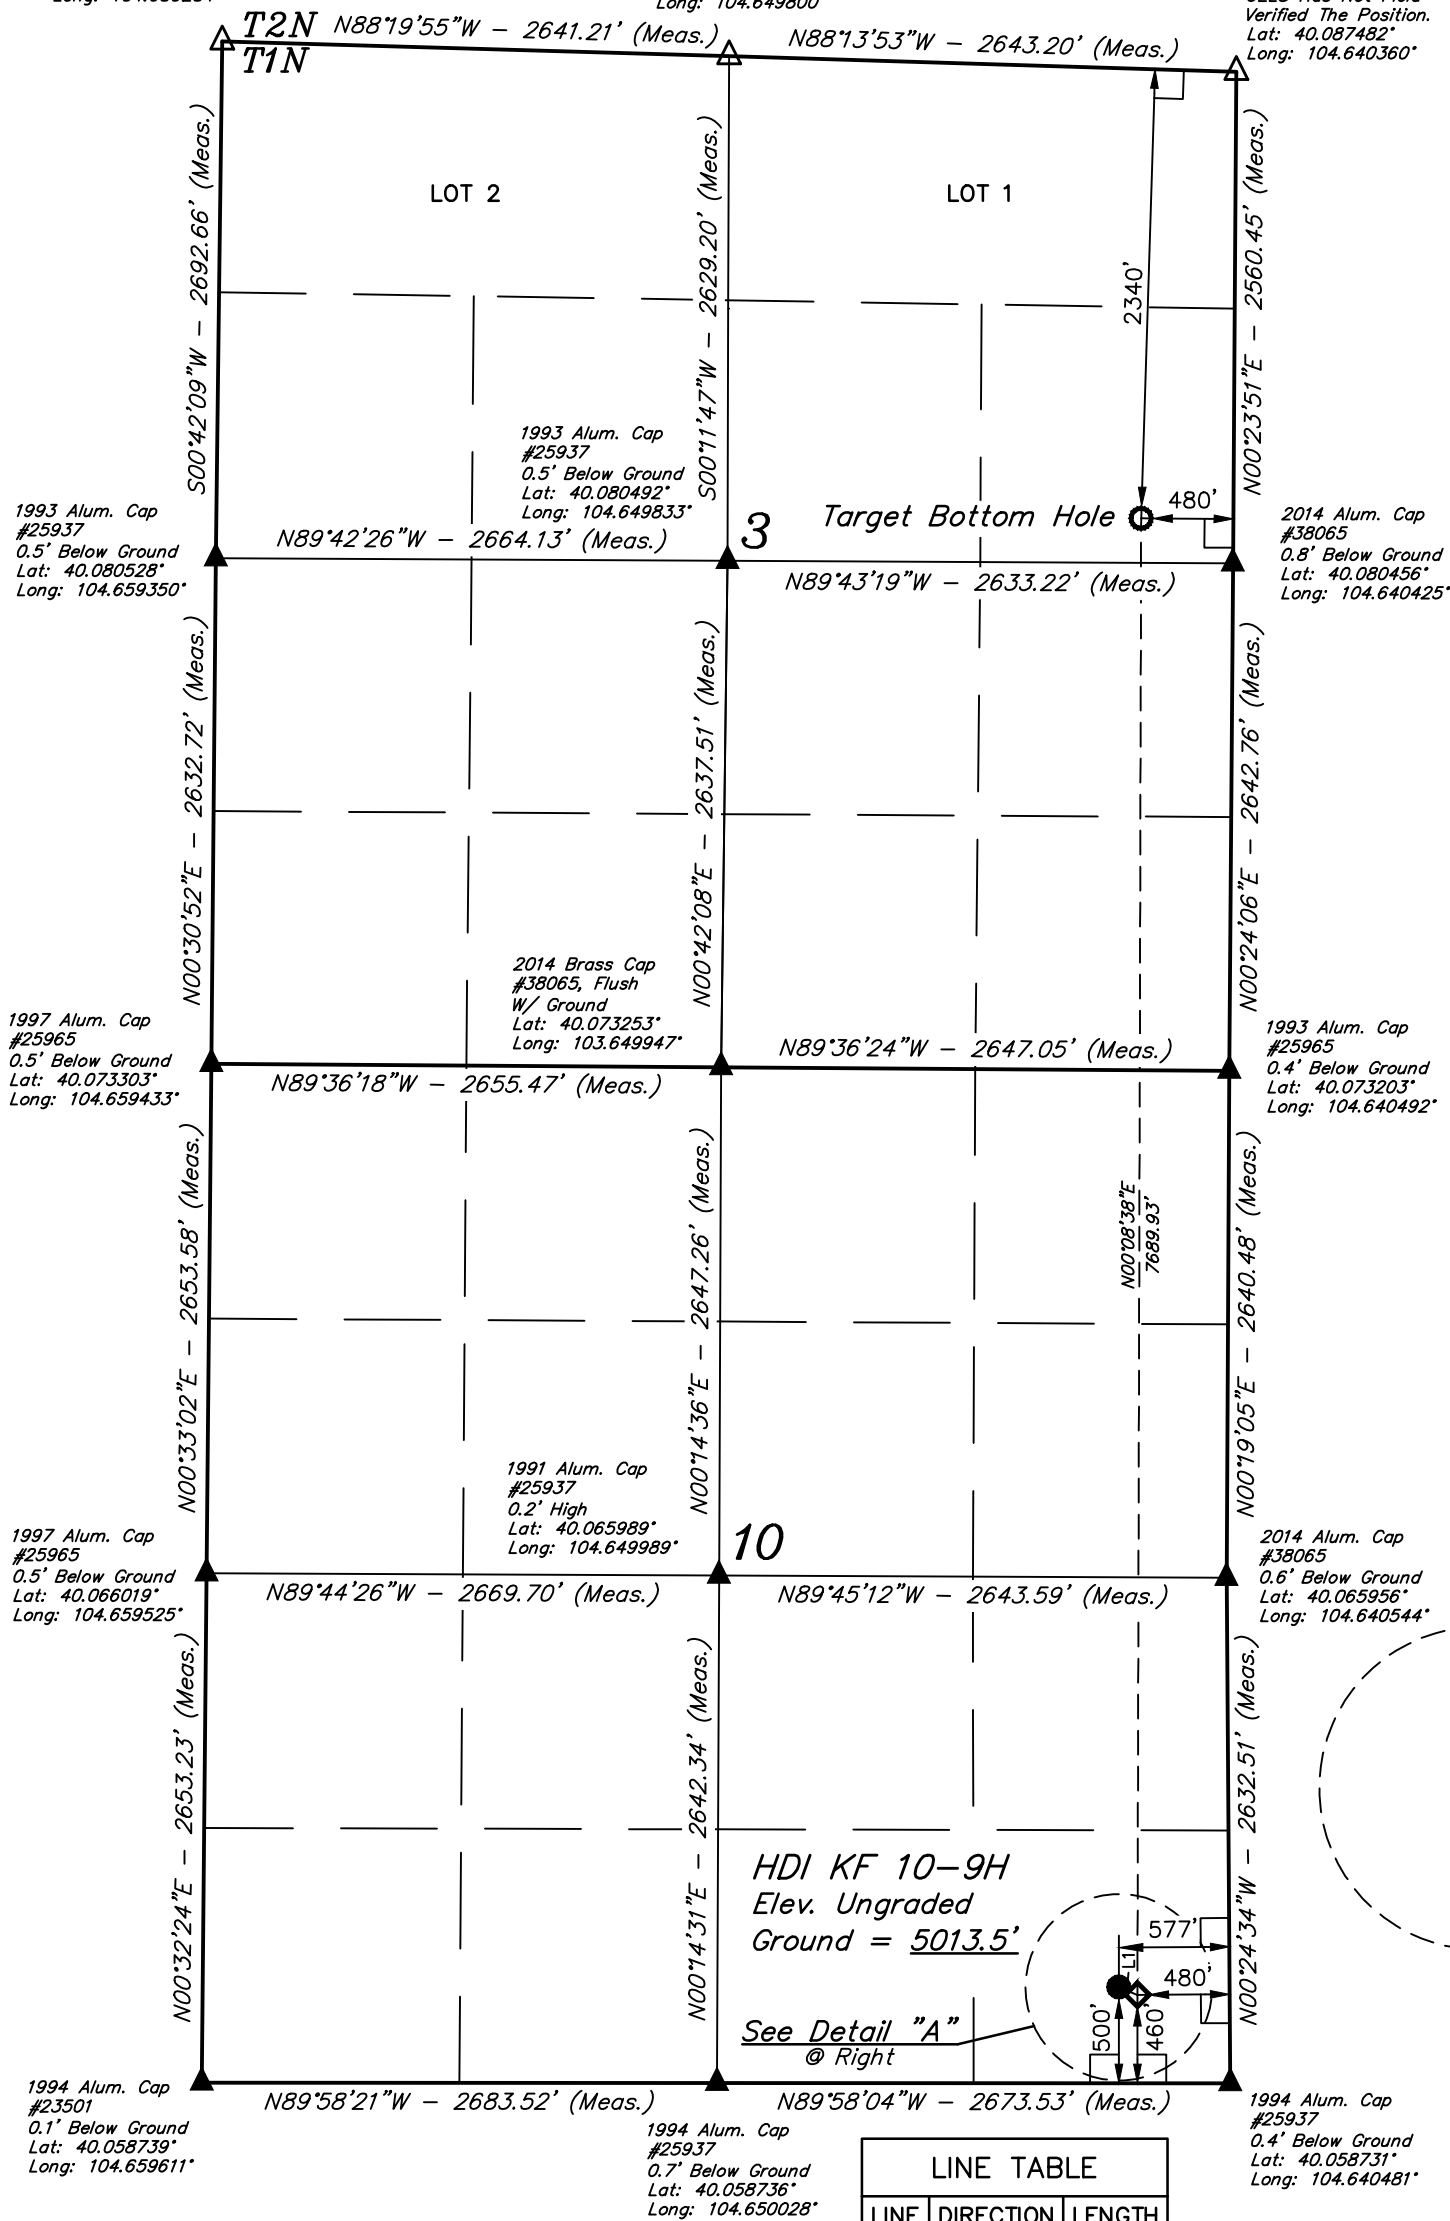 Long: 104.649800°
Verified The Position.
Lat: 40.087482°
Long: 104.640360°
T2N
T1N
N88°19'55"W - 2641.21' (Meas.)
N88°13'53"W - 2643.20' (Meas.)
S00°42'09"W - 2692.66' (Meas.)
LOT 2
S00°11'47"W - 2629.20' (Meas.)
LOT 1
2340'
N00°23'51"E - 2560.45' (Meas.)
1993 Alum. Cap
#25937
0.5' Below Ground
Lat: 40.080492°
Long: 104.649833°
1993 Alum. Cap
#25937
0.5' Below Ground
Lat: 40.080528°
Long: 104.659350°
3
Target Bottom Hole
480'
2014 Alum. Cap
#38065
0.8' Below Ground
Lat: 40.080456°
Long: 104.640425°
N89°42'26"W - 2664.13' (Meas.)
N89°43'19"W - 2633.22' (Meas.)
N00°30'52"E - 2632.72' (Meas.)
N00°42'08"E - 2637.51' (Meas.)
N00°24'06"E - 2642.76' (Meas.)
2014 Brass Cap
#38065, Flush
W/ Ground
Lat: 40.073253°
Long: 103.649947°
1997 Alum. Cap
#25965
0.5' Below Ground
Lat: 40.073303°
Long: 104.659433°
1993 Alum. Cap
#25965
0.4' Below Ground
Lat: 40.073203°
Long: 104.640492°
N89°36'18"W - 2655.47' (Meas.)
N89°36'24"W - 2647.05' (Meas.)
N00°33'02"E - 2653.58' (Meas.)
N00°14'36"E - 2647.26' (Meas.)
N00°08'38"E
7689.93'
N00°19'05"E - 2640.48' (Meas.)
1991 Alum. Cap
#25937
0.2' High
Lat: 40.065989°
Long: 104.649989°
1997 Alum. Cap
#25965
0.5' Below Ground
Lat: 40.066019°
Long: 104.659525°
10
2014 Alum. Cap
#38065
0.6' Below Ground
Lat: 40.065956°
Long: 104.640544°
N89°44'26"W - 2669.70' (Meas.)
N89°45'12"W - 2643.59' (Meas.)
N00°32'24"E - 2653.23' (Meas.)
N00°14'31"E - 2642.34' (Meas.)
N00°24'34"W - 2632.51' (Meas.)
HDI KF 10-9H
Elev. Ungraded
Ground = 5013.5'
577'
L1
480'
500'
460'
See Detail "A"
@ Right
N89°58'21"W - 2683.52' (Meas.)
N89°58'04"W - 2673.53' (Meas.)
1994 Alum. Cap
#23501
0.1' Below Ground
Lat: 40.058739°
Long: 104.659611°
1994 Alum. Cap
#25937
0.7' Below Ground
Lat: 40.058736°
Long: 104.650028°
1994 Alum. Cap
#25937
0.4' Below Ground
Lat: 40.058731°
Long: 104.640481°
LINE TABLE
LINE DIRECTION LENGTH